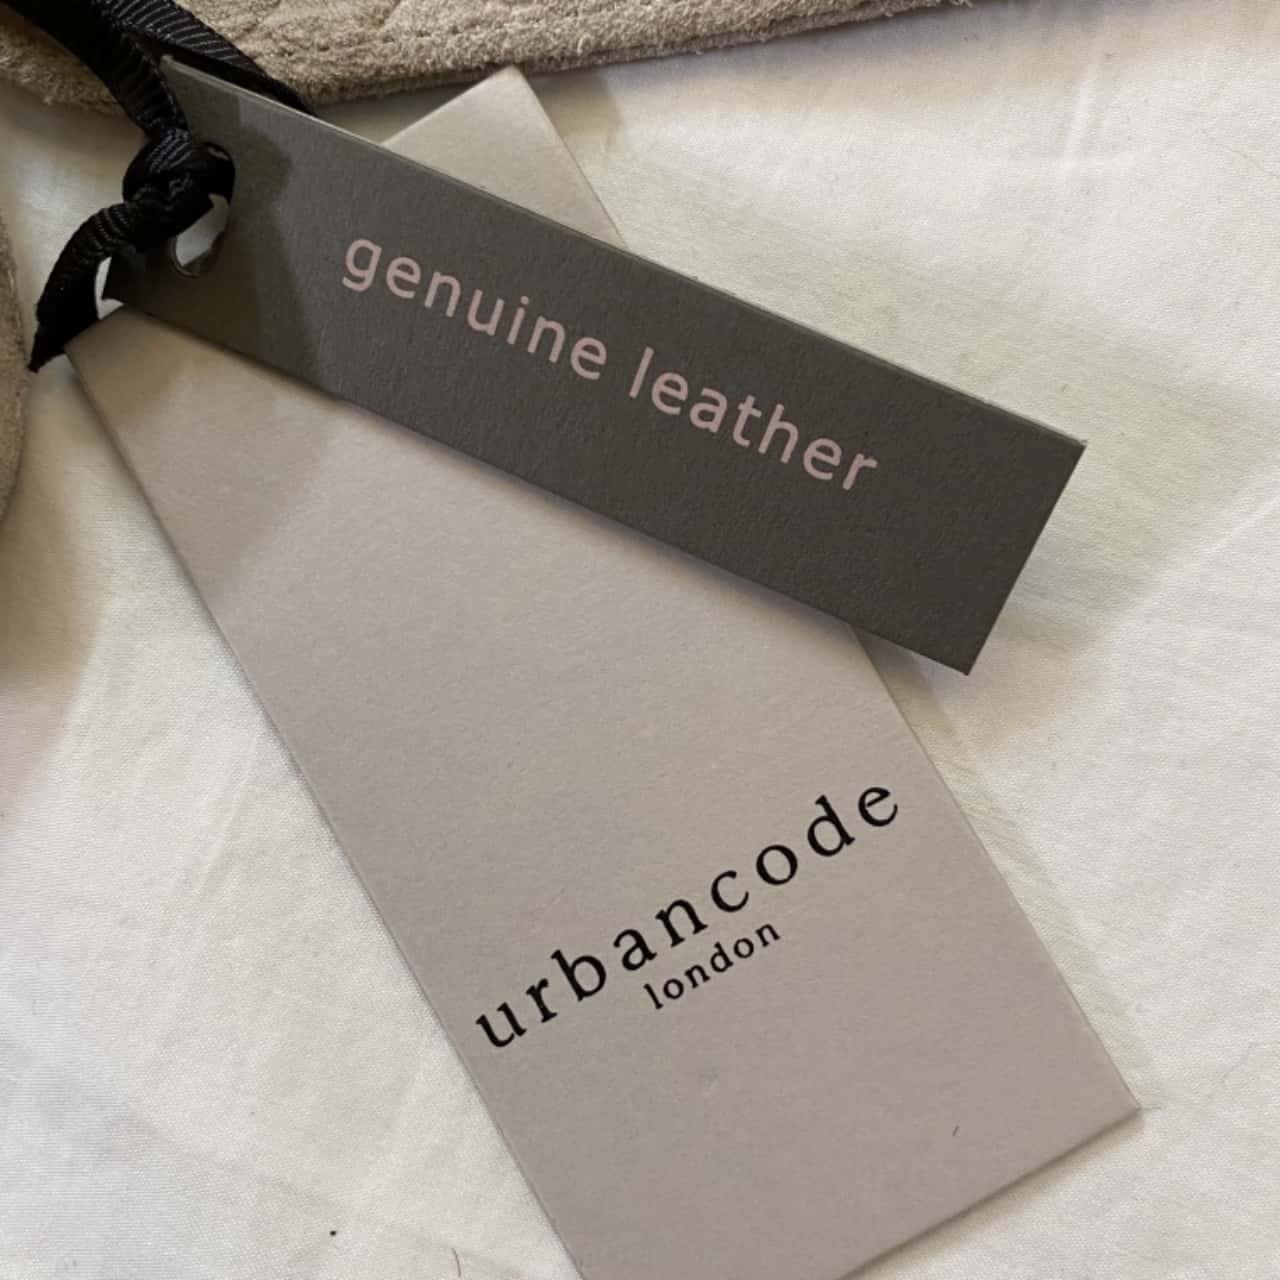 genuine leather
urbancode
london